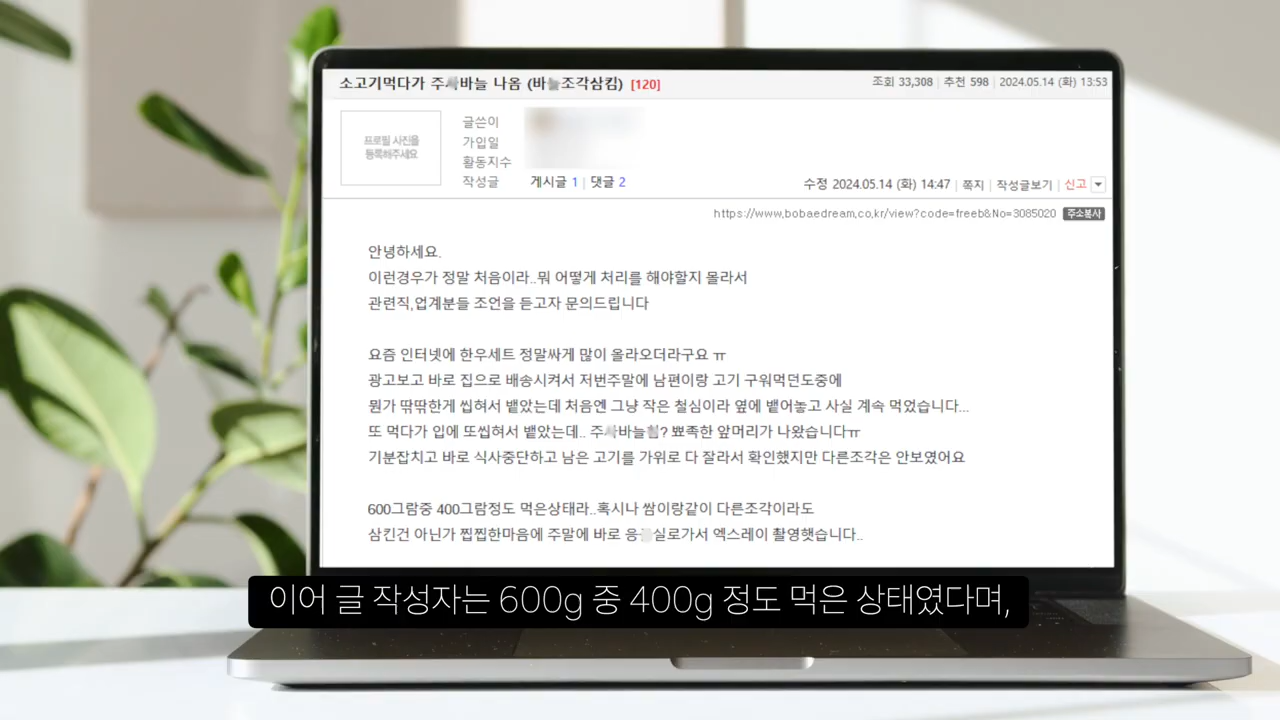 소고기먹다가 주사바늘 나옴 (바늘조각삼킴) [120]
조회 33,308 | 추천 598 | 2024.05.14 (화) 13:53
프로필 사진을
등록해주세요
글쓴이
가입일
활동지수
작성글 게시글 1 | 댓글 2
수정 2024.05.14 (화) 14:47 | 쪽지 | 작성글보기 | 신고
https://www.bobaedream.co.kr/view?code=freeb&No=3085020 주소복사
안녕하세요.
이런경우가 정말 처음이라..뭐 어떻게 처리를 해야할지 몰라서
관련직,업계분들 조언을 듣고자 문의드립니다
요즘 인터넷에 한우세트 정말싸게 많이 올라오더라구요 ㅠ
광고보고 바로 집으로 배송시켜서 저번주말에 남편이랑 고기 구워먹던도중에
뭔가 딲딲한게 씹혀서 뱉았는데 처음엔 그냥 작은 철심이라 옆에 뱉어놓고 사실 계속 먹었습니다...
또 먹다가 입에 또씹혀서 뱉았는데.. 주사바늘침? 뾰족한 앞머리가 나왔습니다ㅠ
기분잡치고 바로 식사중단하고 남은 고기를 가위로 다 잘라서 확인했지만 다른조각은 안보였어요
600그람중 400그람정도 먹은상태라..혹시나 쌈이랑같이 다른조각이라도
삼킨건 아닌가 찝찝한마음에 주말에 바로 응급실로가서 엑스레이 촬영햇습니다..
이어 글 작성자는 600g 중 400g 정도 먹은 상태였다며,